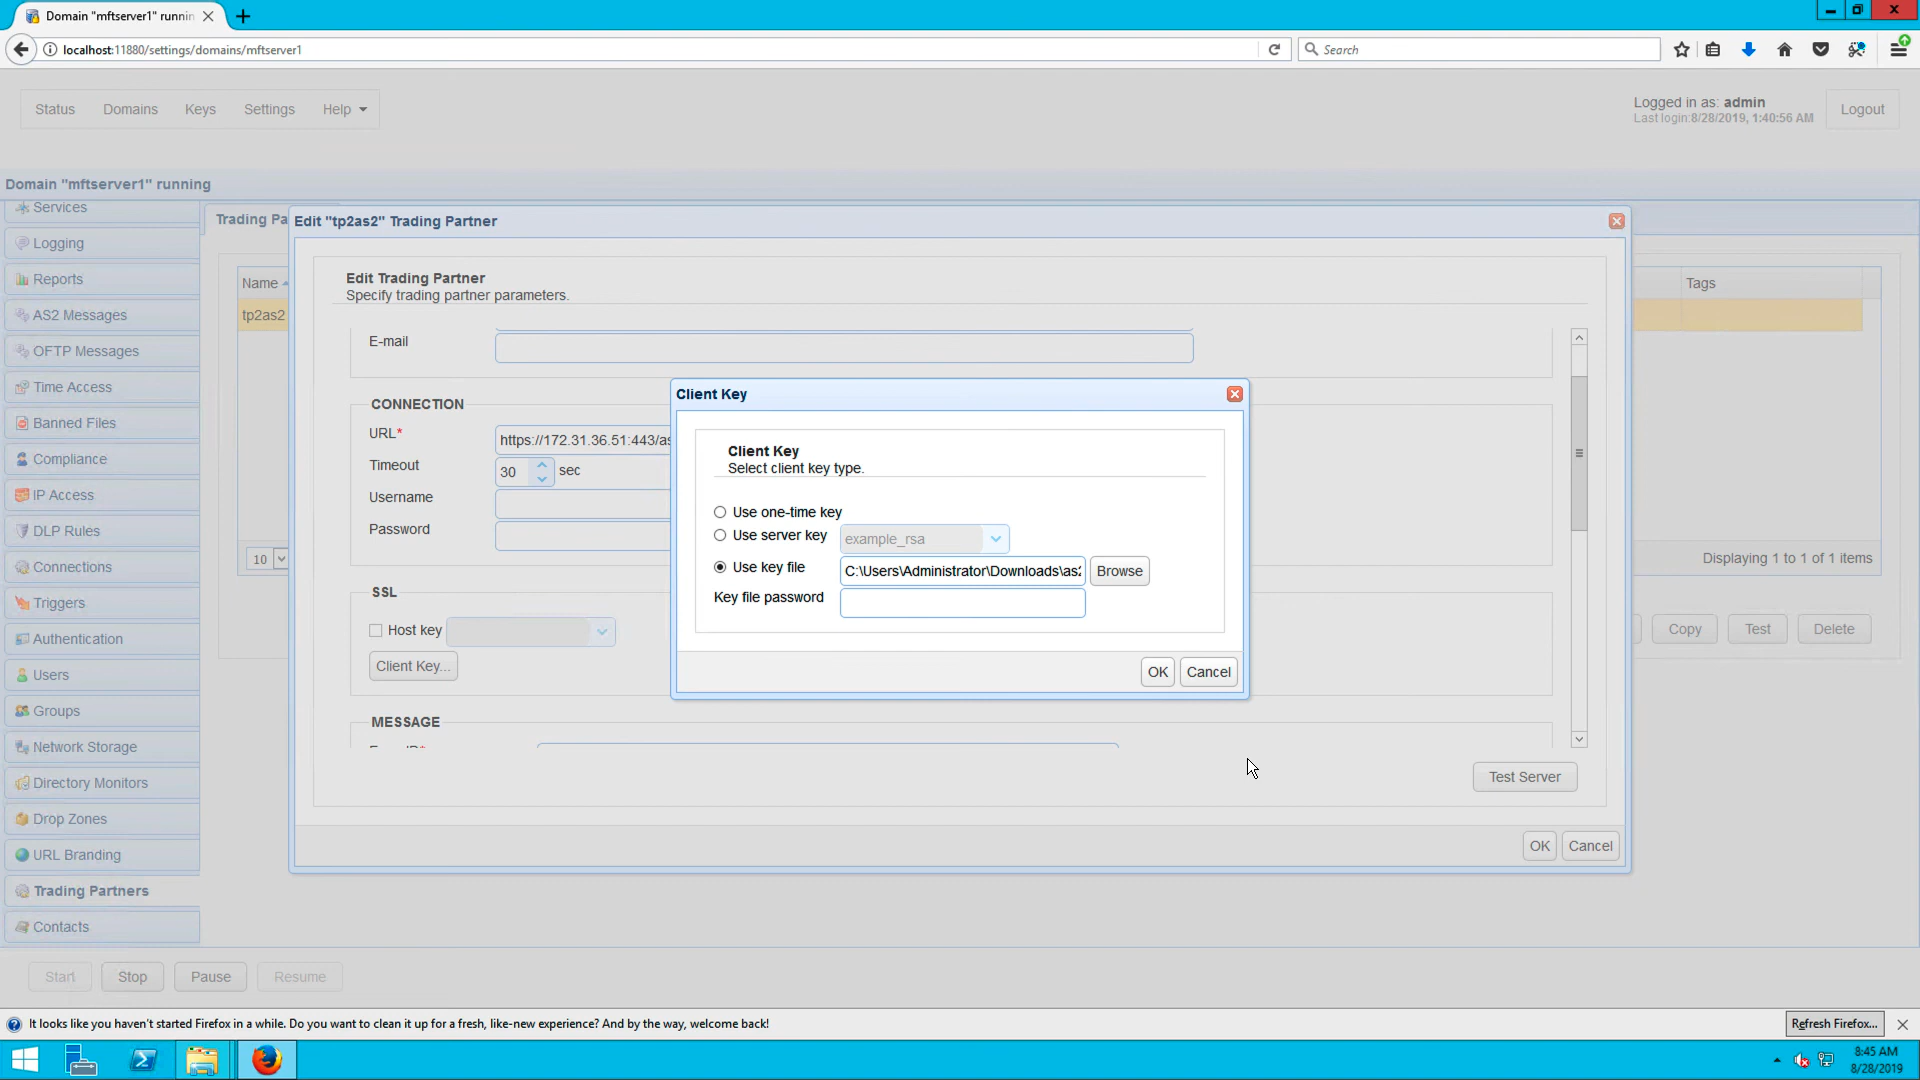 Domain "mftserver1" runnin
localhost:11880/settings/domains/mftserver1
Search
Status
Domains
Keys
Settings
Help
Logged in as: admin
Last login:8/28/2019, 1:40:56 AM
Logout
Domain "mftserver1" running
Services
Logging
Reports
AS2 Messages
OFTP Messages
Time Access
Banned Files
Compliance
IP Access
DLP Rules
Connections
Triggers
Authentication
Users
Groups
Network Storage
Directory Monitors
Drop Zones
URL Branding
Trading Partners
Contacts
Trading Pa
Name
Tags
tp2as2
10
Displaying 1 to 1 of 1 items
Copy
Test
Delete
Edit "tp2as2" Trading Partner
Edit Trading Partner
Specify trading partner parameters.
E-mail
CONNECTION
URL*
https://172.31.36.51:443/as
Timeout
30
sec
Username
Password
SSL
Host key
Client Key...
MESSAGE
Test Server
OK
Cancel
Client Key
Client Key
Select client key type.
Use one-time key
Use server key
example_rsa
Use key file
C:\Users\Administrator\Downloads\as2
Browse
Key file password
OK
Cancel
Start
Stop
Pause
Resume
It looks like you haven't started Firefox in a while. Do you want to clean it up for a fresh, like-new experience? And by the way, welcome back!
Refresh Firefox...
8:45 AM
8/28/2019